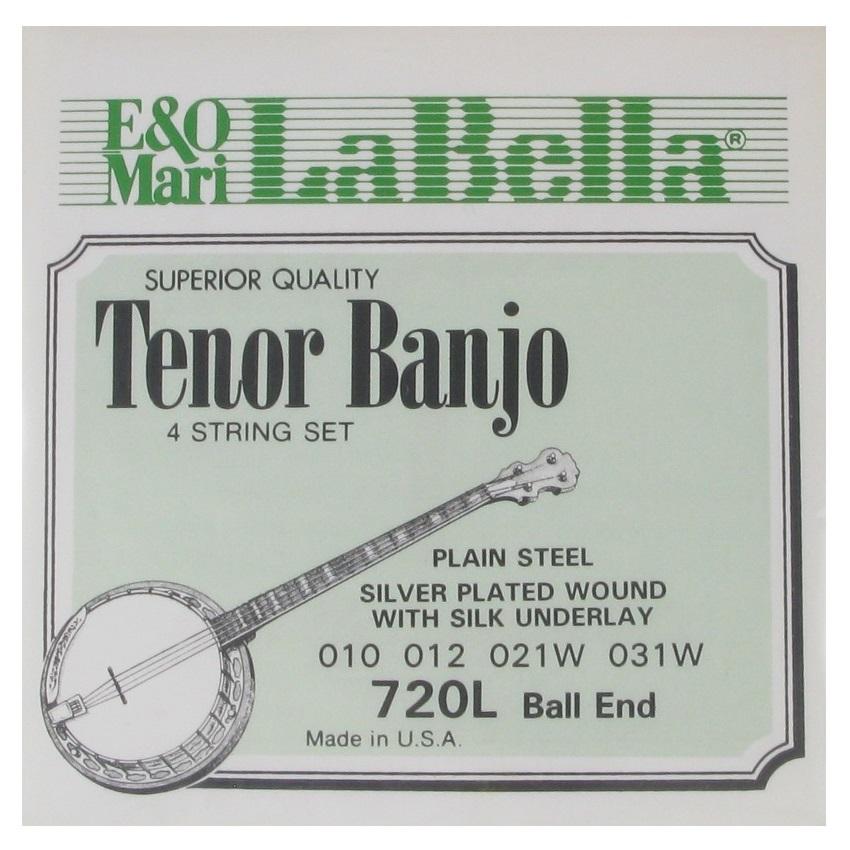 E&O
Mari LaBella®
SUPERIOR QUALITY
Tenor Banjo
4 STRING SET
PLAIN STEEL
SILVER PLATED WOUND
WITH SILK UNDERLAY
010 012 021W 031W
720L Ball End
Made in U.S.A.